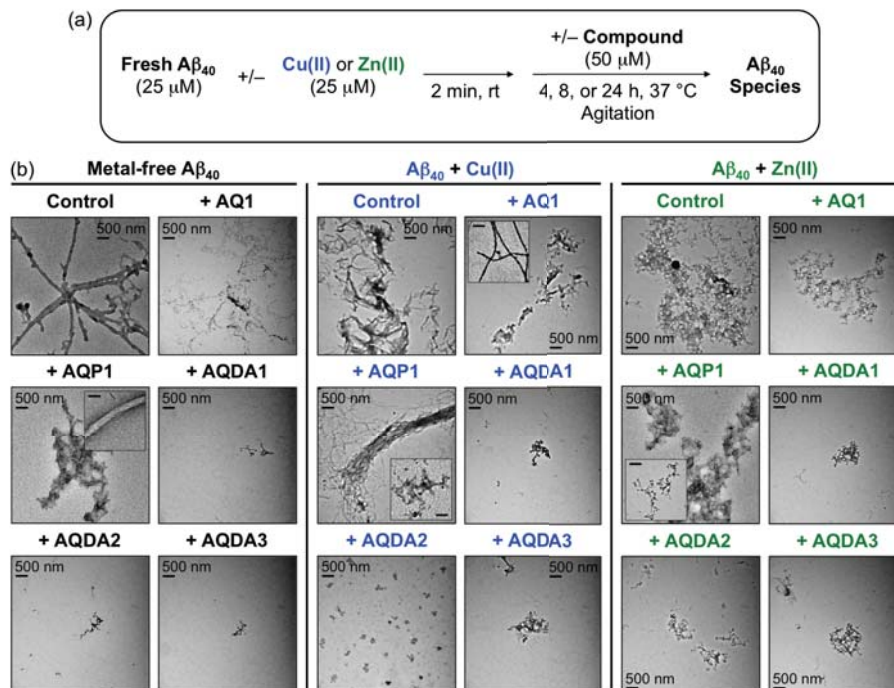 (a)
Fresh Aβ40 +/– Cu(II) or Zn(II) +/– Compound Aβ40
(25 μM) (25 μM) (50 μM) Species
2 min, rt 4, 8, or 24 h, 37 °C
Agitation
(b) Metal-free Aβ40 Aβ40 + Cu(II) Aβ40 + Zn(II)
Control + AQ1 Control + AQ1 Control + AQ1
500 nm 500 nm 500 nm 500 nm 500 nm 500 nm
+ AQP1 + AQDA1 + AQP1 + AQDA1 + AQP1 + AQDA1
500 nm 500 nm 500 nm 500 nm 500 nm 500 nm
+ AQDA2 + AQDA3 + AQDA2 + AQDA3 + AQDA2 + AQDA3
500 nm 500 nm 500 nm 500 nm 500 nm 500 nm